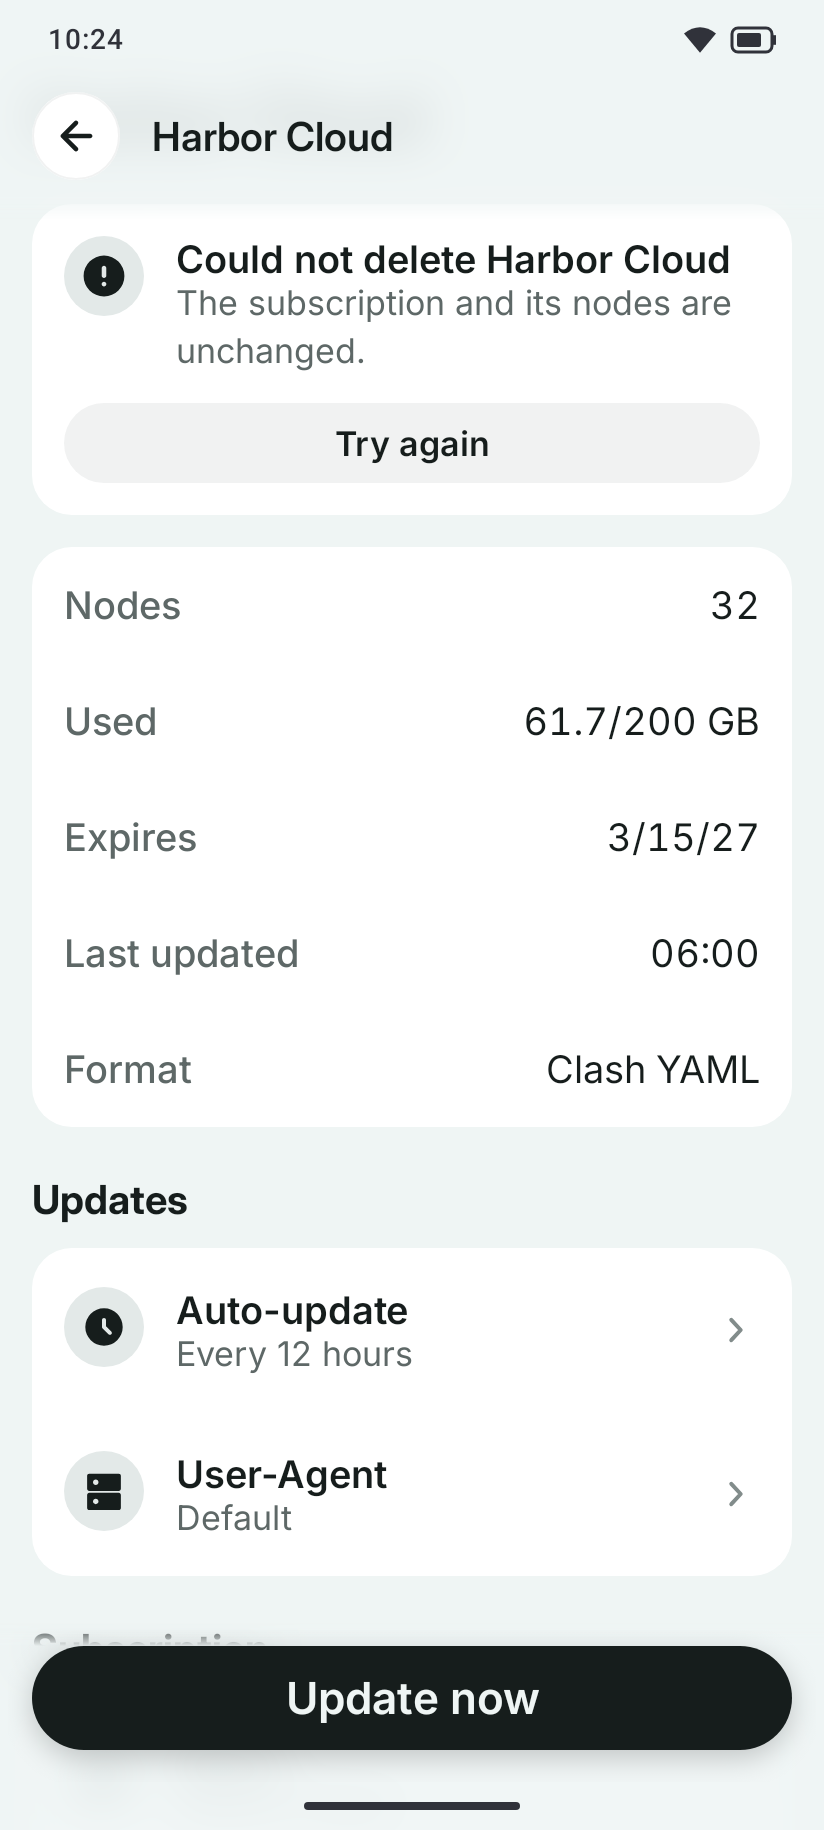 10:24
Harbor Cloud
Could not delete Harbor Cloud
The subscription and its nodes are
unchanged.
Try again
Nodes
32
Used
61.7/200 GB
Expires
3/15/27
Last updated
06:00
Format
Clash YAML
Updates
Auto-update
Every 12 hours
User-Agent
Default
Subscription
Update now